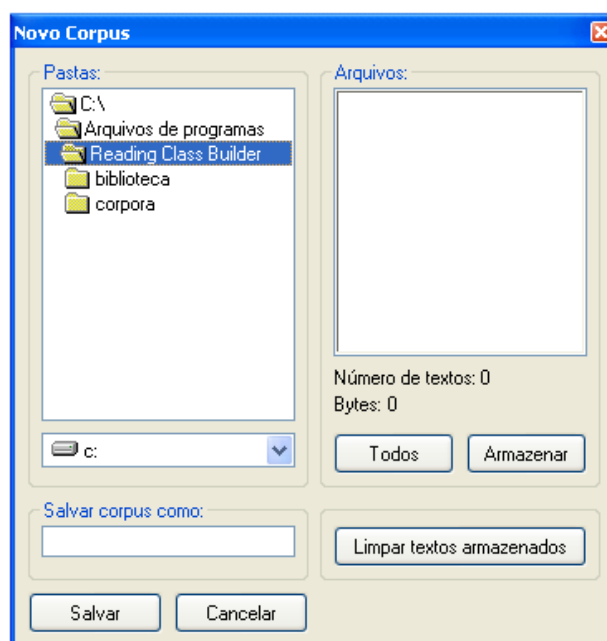 Novo Corpus
Pastas:
C:\
Arquivos de programas
Reading Class Builder
biblioteca
corpora
c:
Arquivos:
Número de textos: 0
Bytes: 0
Todos
Armazenar
Salvar corpus como:
Limpar textos armazenados
Salvar
Cancelar